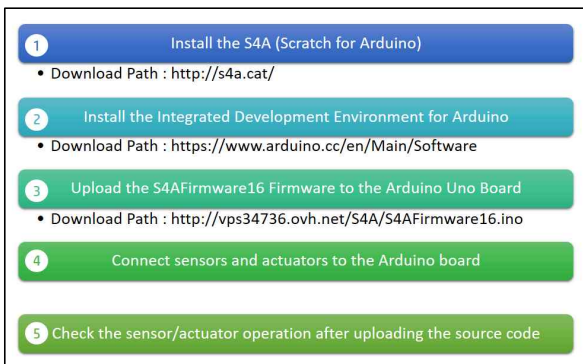 1 Install the S4A (Scratch for Arduino)
• Download Path : http://s4a.cat/
2 Install the Integrated Development Environment for Arduino
• Download Path : https://www.arduino.cc/en/Main/Software
3 Upload the S4AFirmware16 Firmware to the Arduino Uno Board
• Download Path : http://vps34736.ovh.net/S4A/S4AFirmware16.ino
4 Connect sensors and actuators to the Arduino board
5 Check the sensor/actuator operation after uploading the source code